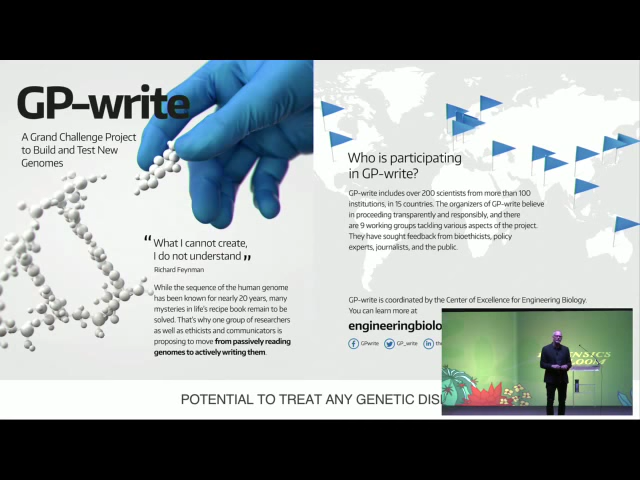 GP-write
A Grand Challenge Project
to Build and Test New
Genomes
“ What I cannot create,
I do not understand „
Richard Feynman
While the sequence of the human genome
has been known for nearly 20 years, many
mysteries in life's recipe book remain to be
solved. That's why one group of researchers
as well as ethicists and communicators is
proposing to move from passively reading
genomes to actively writing them.
Who is participating
in GP-write?
GP-write includes over 200 scientists from more than 100
institutions, in 15 countries. The organizers of GP-write believe
in proceeding transparently and responsibly, and there
are 9 working groups tackling various aspects of the project.
They have sought feedback from bioethicists, policy
experts, journalists, and the public.
GP-write is coordinated by the Center of Excellence for Engineering Biology.
You can learn more at
engineeringbiolo
GPwrite GP_write the
POTENTIAL TO TREAT ANY GENETIC DIS